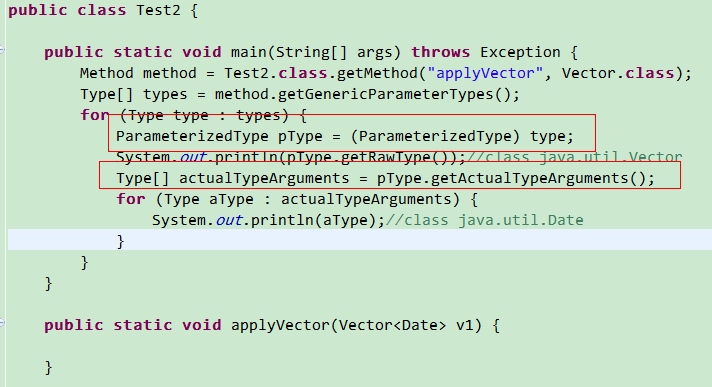 public class Test2 {
public static void main(String[] args) throws Exception {
Method method = Test2.class.getMethod("applyVector", Vector.class);
Type[] types = method.getGenericParameterTypes();
for (Type type : types) {
ParameterizedType pType = (ParameterizedType) type;
System.out.println(pType.getRawType());//class java.util.Vector
Type[] actualTypeArguments = pType.getActualTypeArguments();
for (Type aType : actualTypeArguments) {
System.out.println(aType);//class java.util.Date
}
}
}
public static void applyVector(Vector<Date> v1) {
}